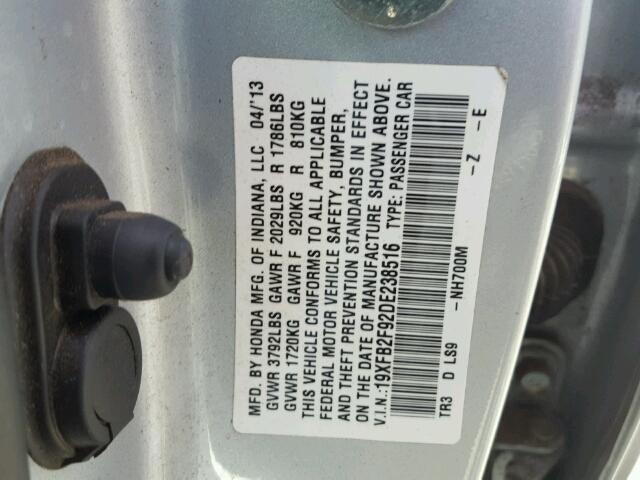 MFD. BY HONDA MFG. OF INDIANA, LLC 04/'13
GVWR 3792LBS GAWR F 2029LBS R 1786LBS
GVWR 1720KG GAWR F 920KG R 810KG
THIS VEHICLE CONFORMS TO ALL APPLICABLE
FEDERAL MOTOR VEHICLE SAFETY, BUMPER,
AND THEFT PREVENTION STANDARDS IN EFFECT
ON THE DATE OF MANUFACTURE SHOWN ABOVE.
V.I.N.:19XFB2F92DE238516 TYPE: PASSENGER CAR
TR3 D LS9 -NH700M -Z -E